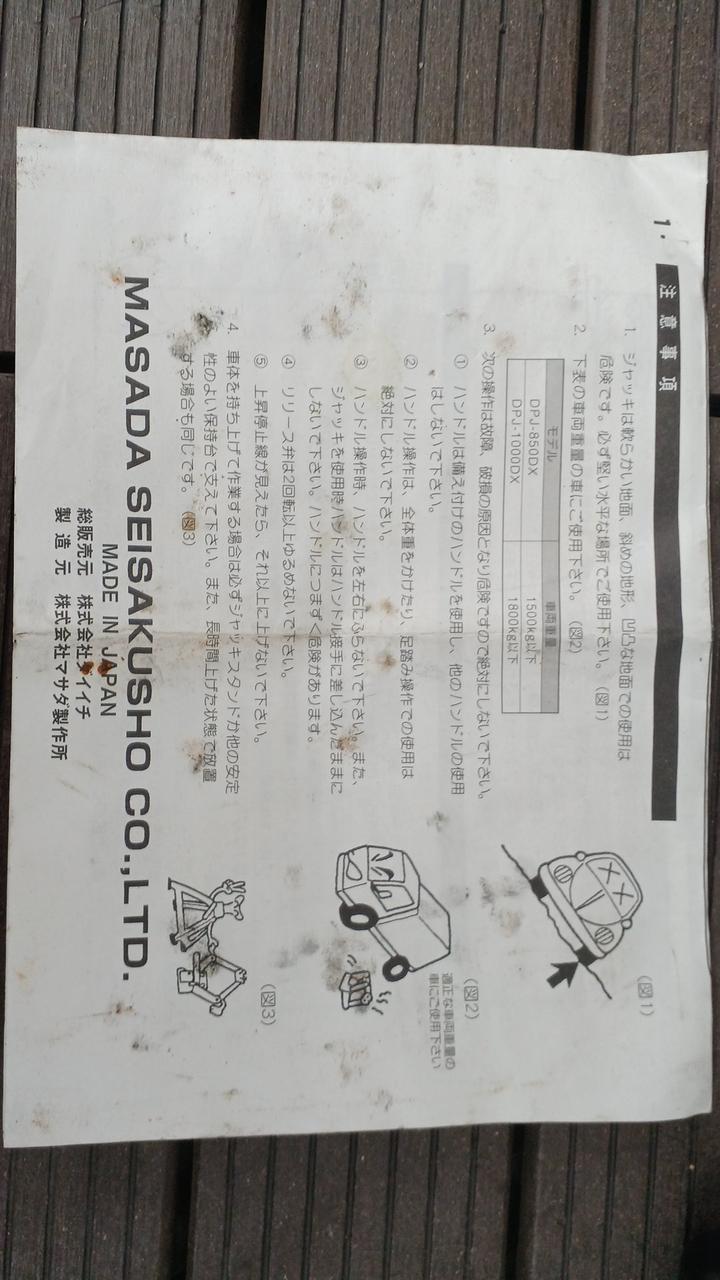 1.
注意事項
1. ジャッキは軟らかい地面、斜めの地形、凹凸な地面での使用は
危険です。必ず堅い水平な場所でご使用下さい。（図1）
2. 下表の車両重量の車にご使用下さい。（図2）
モデル 車両重量
DPJ-850DX 1500kg以下
DPJ-1000DX 1800kg以下
3. 次の操作は故障、破損の原因となり危険ですので絶対にしないで下さい。
① ハンドルは備え付けのハンドルを使用し、他のハンドルの使用
はしないで下さい。
② ハンドル操作は、全体重をかけたり、足踏み操作での使用は
絶対にしないで下さい。
③ ハンドル操作時、ハンドルを左右にふらないで下さい。また、
ジャッキを使用時ハンドルはハンドル接手に差し込んだままに
しないで下さい。ハンドルにつまずく危険があります。
④ リリース弁は2回転以上ゆるめないで下さい。
⑤ 上昇停止線が見えたら、それ以上に上げないで下さい。
4. 車体を持ち上げて作業する場合は必ずジャッキスタンドか他の安定
性のよい保持台で支えて下さい。また、長時間上げた状態で放置
する場合も同じです。（図3）
（図1）
（図2）
適正な車両重量の
車にご使用下さい
（図3）
MASADA SEISAKUSHO CO.,LTD.
MADE IN JAPAN
総販売元 株式会社ダイイチ
製造元 株式会社マサダ製作所